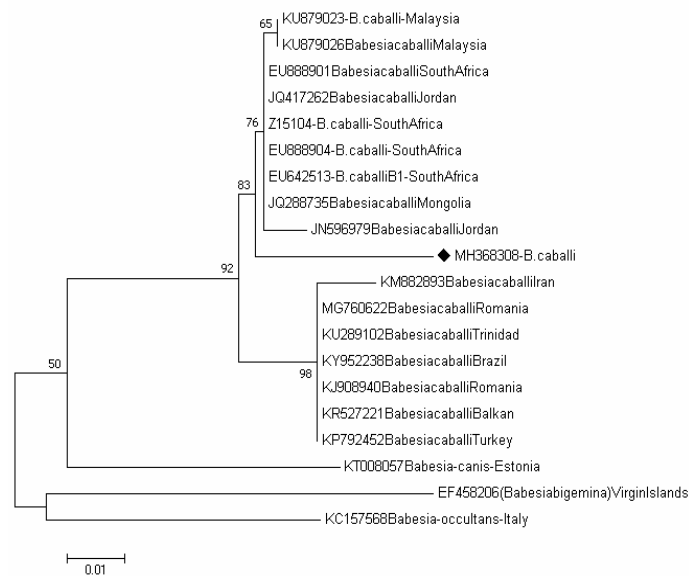 65
KU879023-B.caballi-Malaysia
KU879026BabesiacaballiMalaysia
EU888901BabesiacaballiSouthAfrica
JQ417262BabesiacaballiJordan
76
Z15104-B.caballi-SouthAfrica
EU888904-B.caballi-SouthAfrica
EU642513-B.caballiB1-SouthAfrica
83
JQ288735BabesiacaballiMongolia
JN596979BabesiacaballiJordan
MH368308-B.caballi
92
KM882893BabesiacaballiIran
MG760622BabesiacaballiRomania
KU289102BabesiacaballiTrinidad
50
KY952238BabesiacaballiBrazil
98
KJ908940BabesiacaballiRomania
KR527221BabesiacaballiBalkan
KP792452BabesiacaballiTurkey
KT008057Babesia-canis-Estonia
EF458206(Babesiabigemina)VirginIslands
KC157568Babesia-occultans-Italy
0.01